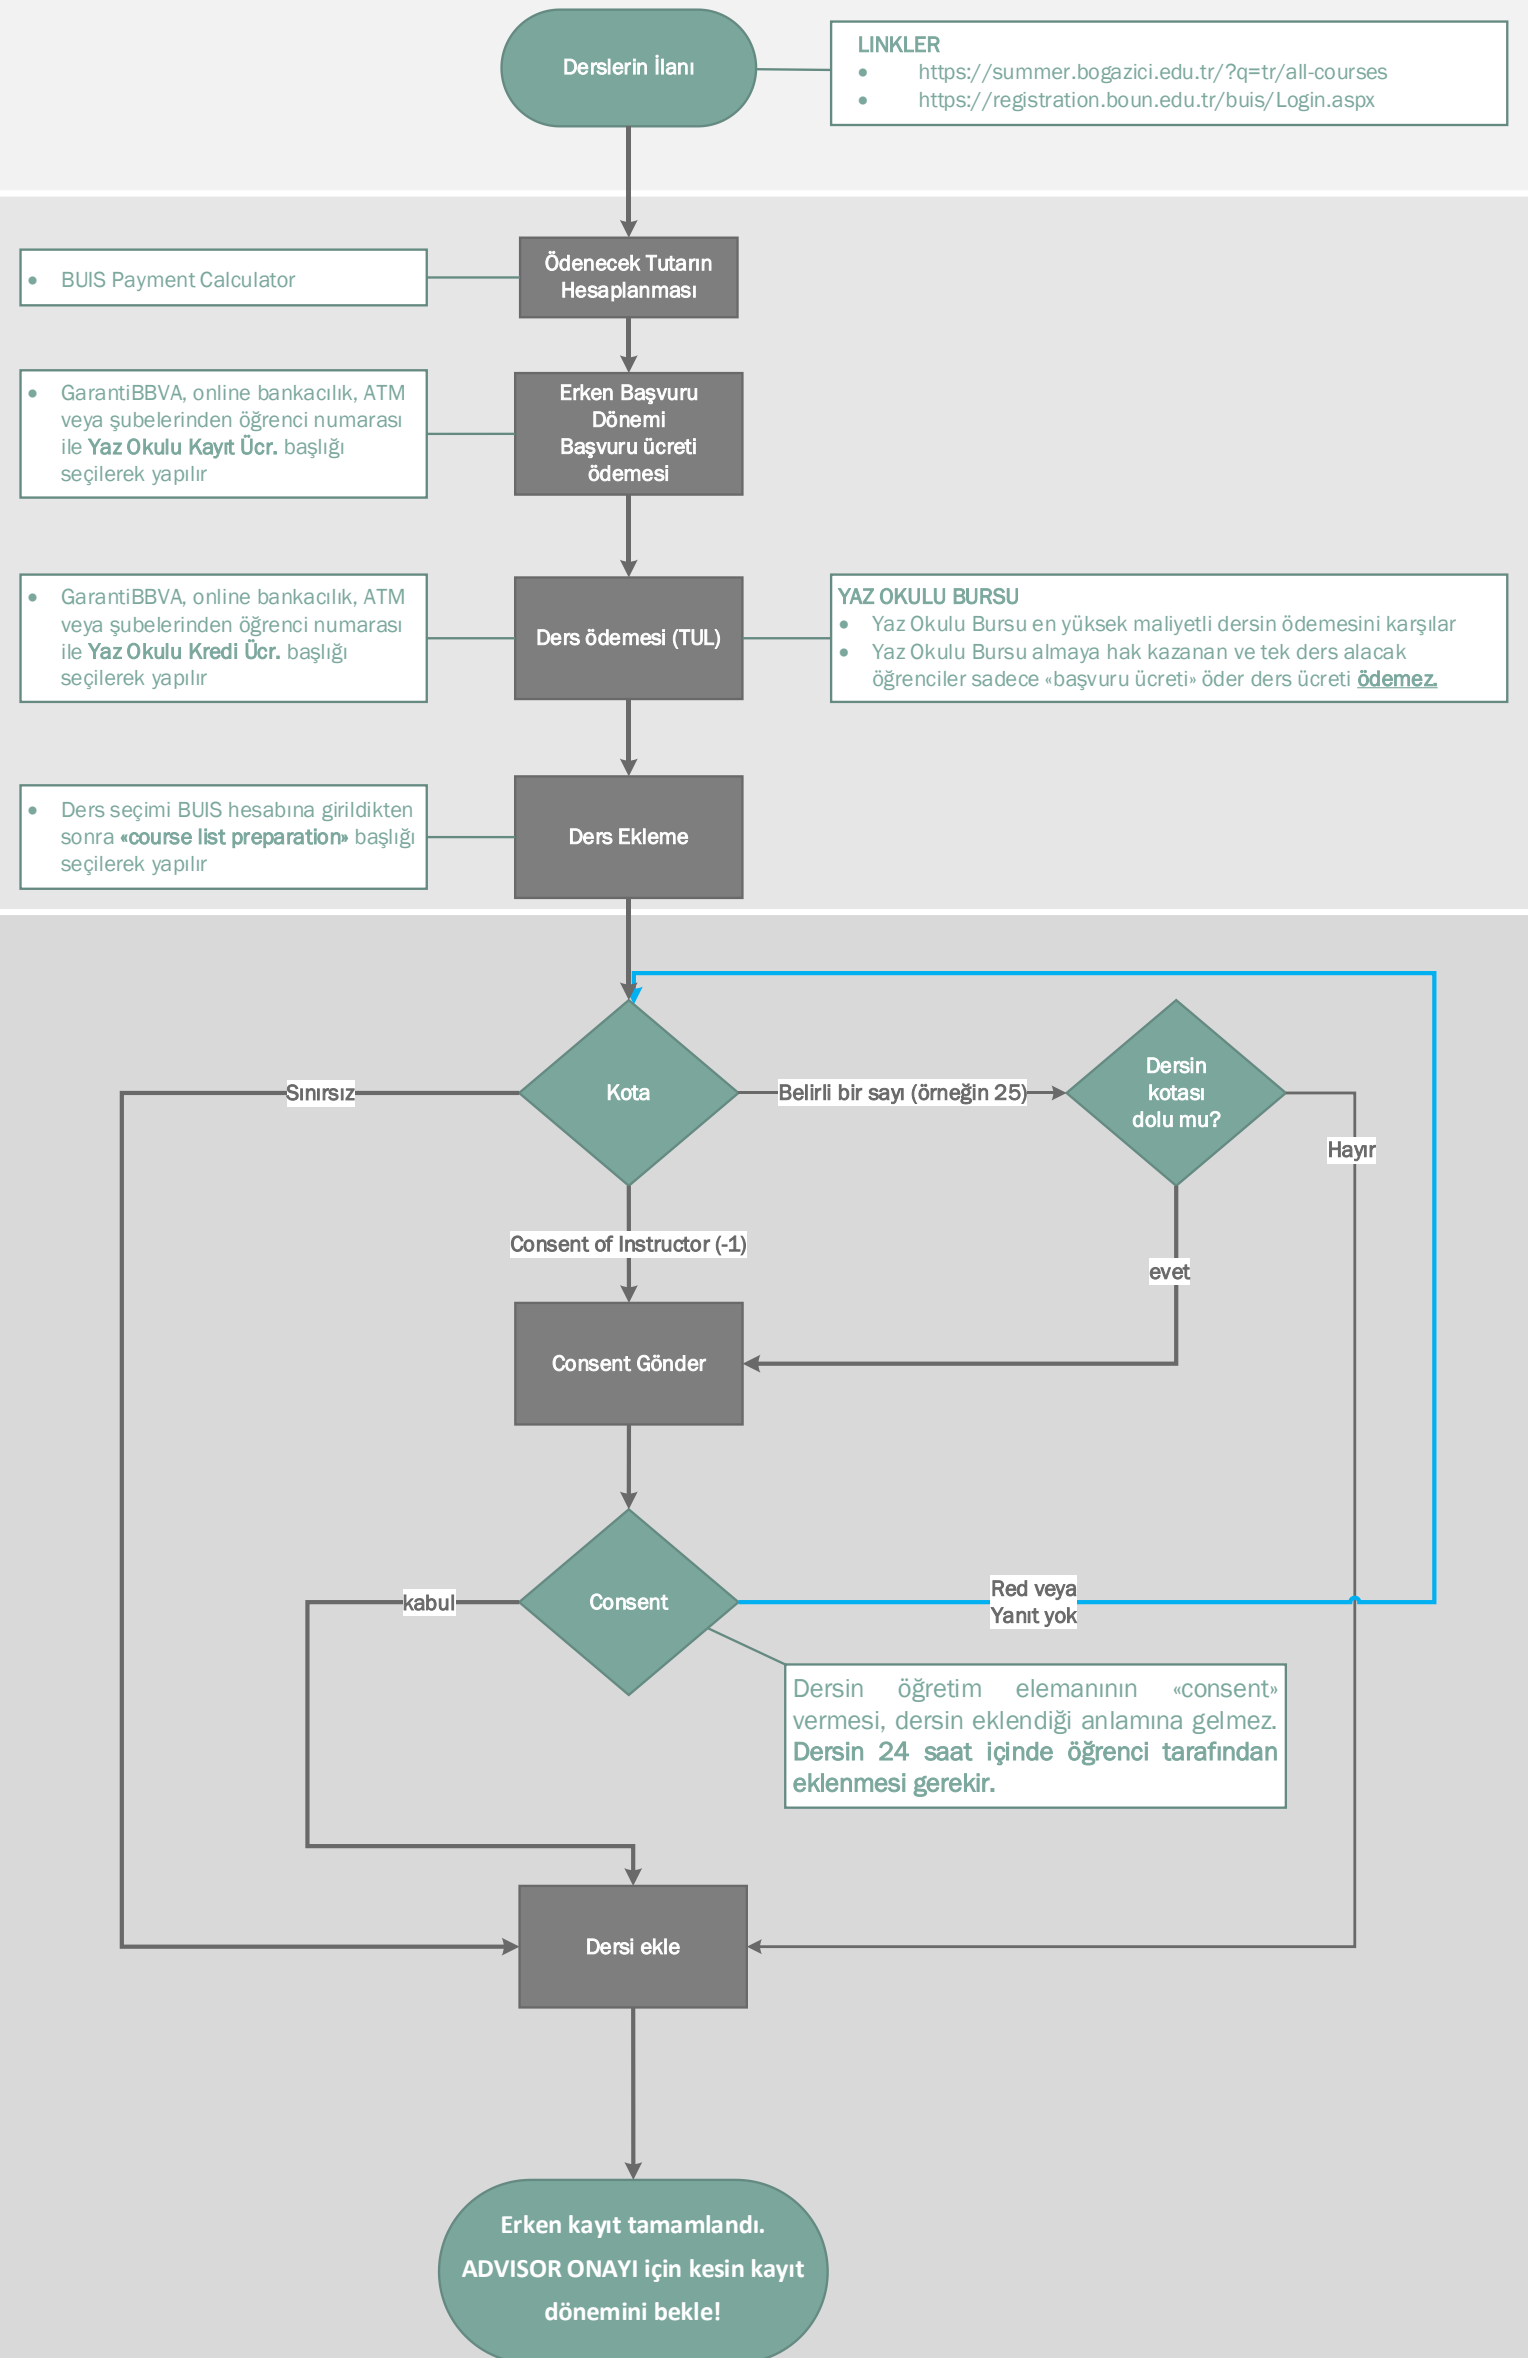 Derslerin İlanı
LINKLER
• https://summer.bogazici.edu.tr/?q=tr/all-courses
• https://registration.boun.edu.tr/buis/Login.aspx
• BUIS Payment Calculator
Ödenecek Tutarın
Hesaplanması
• GarantiBBVA, online bankacılık, ATM
veya şubelerinden öğrenci numarası
ile Yaz Okulu Kayıt Ücr. başlığı
seçilerek yapılır
Erken Başvuru
Dönemi
Başvuru ücreti
ödemesi
• GarantiBBVA, online bankacılık, ATM
veya şubelerinden öğrenci numarası
ile Yaz Okulu Kredi Ücr. başlığı
seçilerek yapılır
Ders ödemesi (TUL)
YAZ OKULU BURSU
• Yaz Okulu Bursu en yüksek maliyetli dersin ödemesini karşılar
• Yaz Okulu Bursu almaya hak kazanan ve tek ders alacak
öğrenciler sadece «başvuru ücreti» öder ders ücreti ödemez.
• Ders seçimi BUIS hesabına girildikten
sonra «course list preparation» başlığı
seçilerek yapılır
Ders Ekleme
Sınırsız
Kota
Belirli bir sayı (örneğin 25)
Dersin
kotası
dolu mu?
Hayır
Consent of Instructor (-1)
evet
Consent Gönder
kabul
Consent
Red veya
Yanıt yok
Dersin öğretim elemanının «consent»
vermesi, dersin eklendiği anlamına gelmez.
Dersin 24 saat içinde öğrenci tarafından
eklenmesi gerekir.
Dersi ekle
Erken kayıt tamamlandı.
ADVISOR ONAYI için kesin kayıt
dönemini bekle!